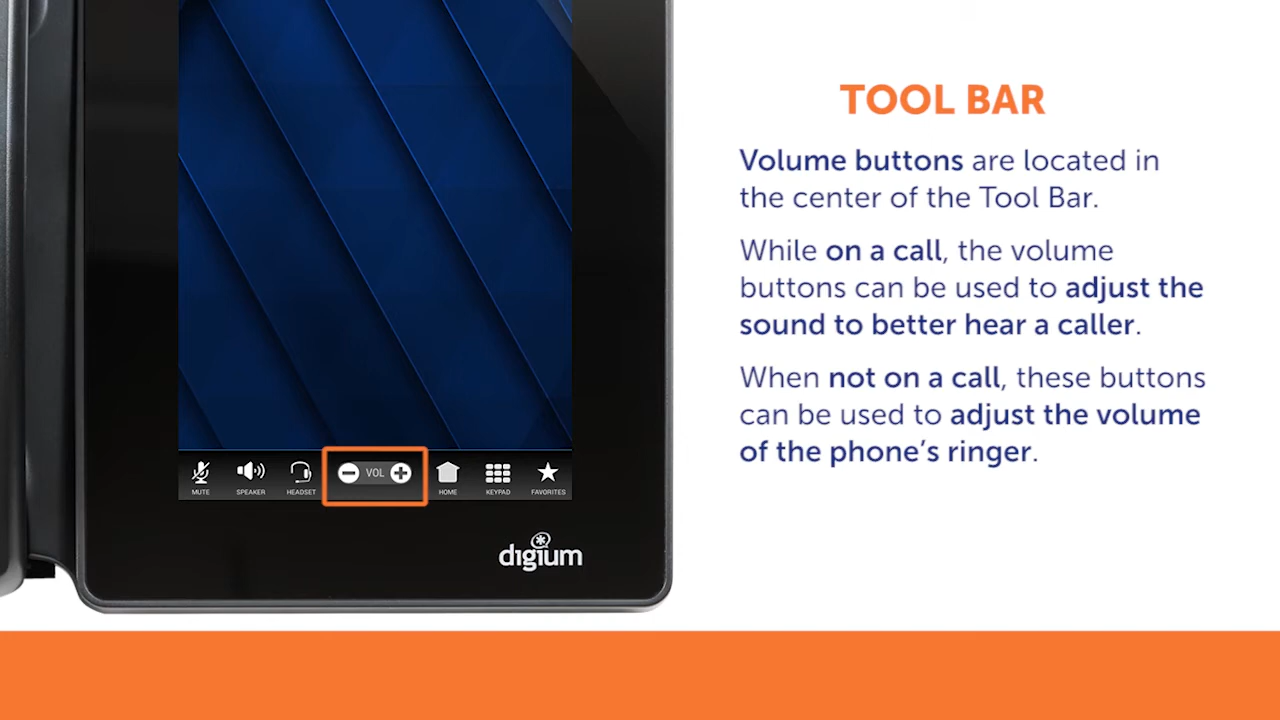 TOOL BAR
Volume buttons are located in
the center of the Tool Bar.
While on a call, the volume
buttons can be used to adjust the
sound to better hear a caller.
When not on a call, these buttons
can be used to adjust the volume
of the phone's ringer.
VOL
MUTE SPEAKER HEADSET HOME KEYPAD FAVORITES
digium